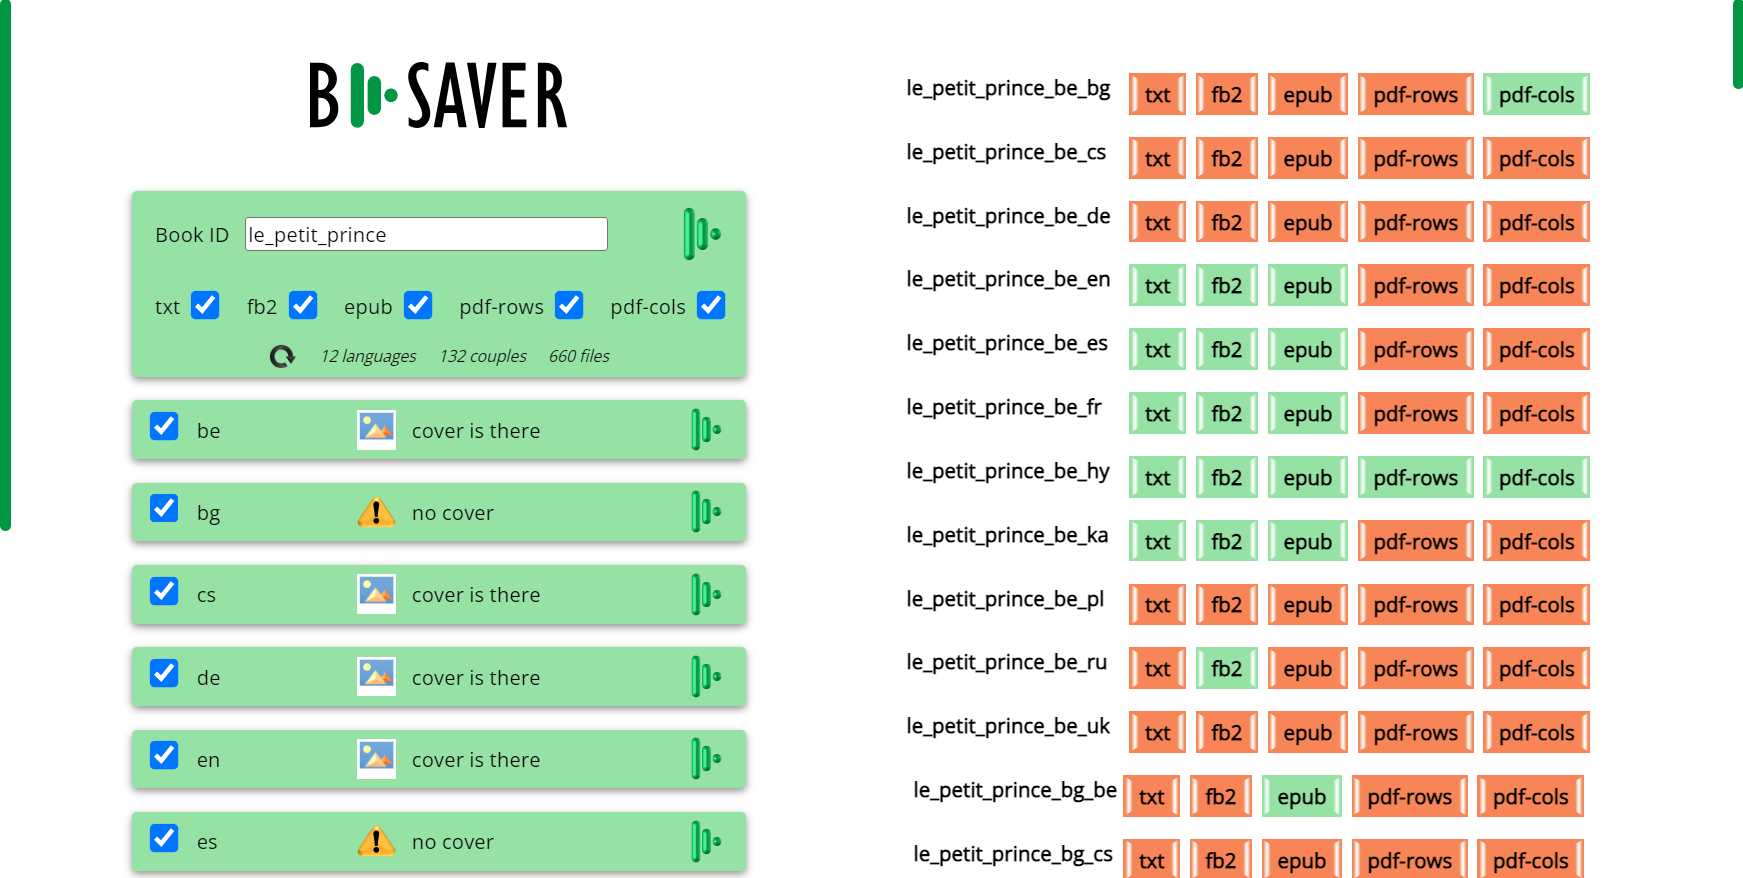 B SAVER
Book ID le_petit_prince
txt fb2 epub pdf-rows pdf-cols
12 languages 132 couples 660 files
be cover is there
bg no cover
cs cover is there
de cover is there
en cover is there
es no cover
le_petit_prince_be_bg txt fb2 epub pdf-rows pdf-cols
le_petit_prince_be_cs txt fb2 epub pdf-rows pdf-cols
le_petit_prince_be_de txt fb2 epub pdf-rows pdf-cols
le_petit_prince_be_en txt fb2 epub pdf-rows pdf-cols
le_petit_prince_be_es txt fb2 epub pdf-rows pdf-cols
le_petit_prince_be_fr txt fb2 epub pdf-rows pdf-cols
le_petit_prince_be_hy txt fb2 epub pdf-rows pdf-cols
le_petit_prince_be_ka txt fb2 epub pdf-rows pdf-cols
le_petit_prince_be_pl txt fb2 epub pdf-rows pdf-cols
le_petit_prince_be_ru txt fb2 epub pdf-rows pdf-cols
le_petit_prince_be_uk txt fb2 epub pdf-rows pdf-cols
le_petit_prince_bg_be txt fb2 epub pdf-rows pdf-cols
le_petit_prince_bg_cs txt fb2 epub pdf-rows pdf-cols